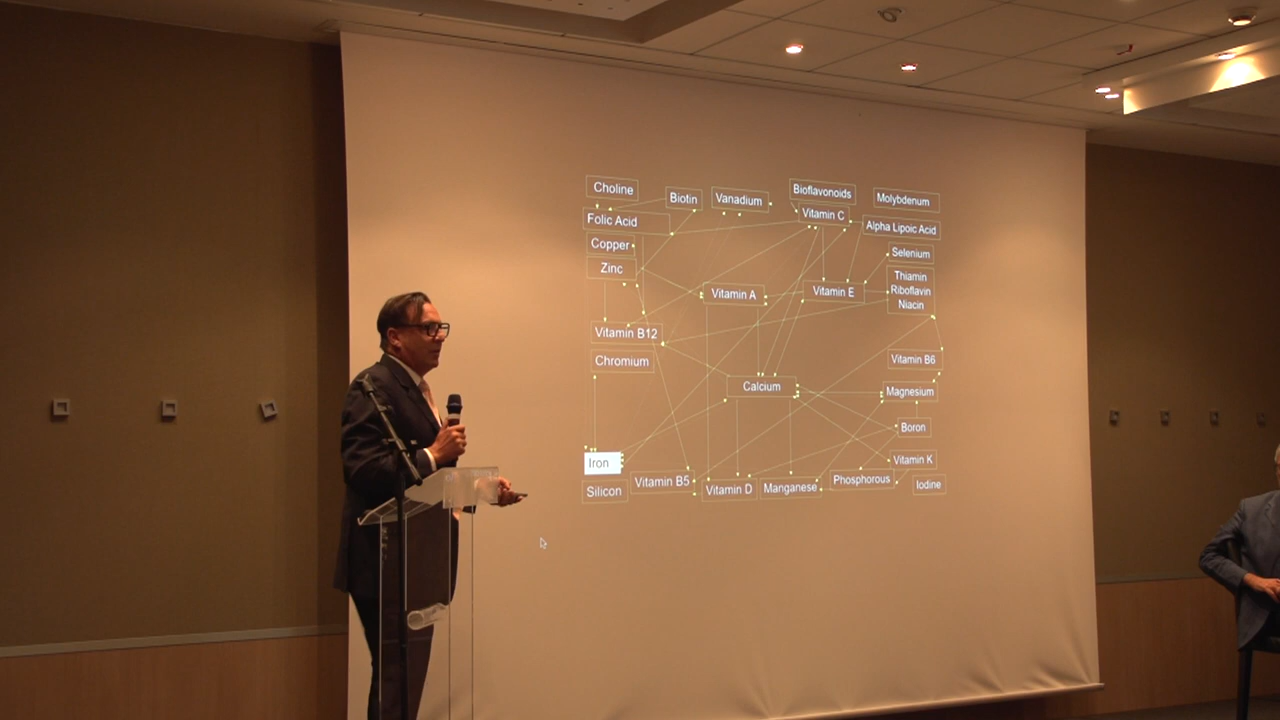 Choline
Biotin
Vanadium
Bioflavonoids
Molybdenum
Folic Acid
Vitamin C
Alpha Lipoic Acid
Copper
Selenium
Zinc
Thiamin
Riboflavin
Niacin
Vitamin A
Vitamin E
Vitamin B12
Chromium
Vitamin B6
Calcium
Magnesium
Boron
Iron
Vitamin K
Silicon
Vitamin B5
Vitamin D
Manganese
Phosphorous
Iodine